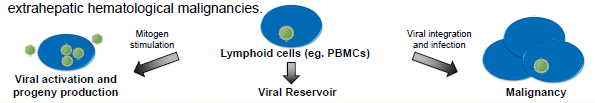 extrahepatic hematological malignancies.
Mitogen
stimulation
Viral activation and
progeny production
Lymphoid cells (eg. PBMCs)
Viral Reservoir
Viral integration
and infection
Malignancy